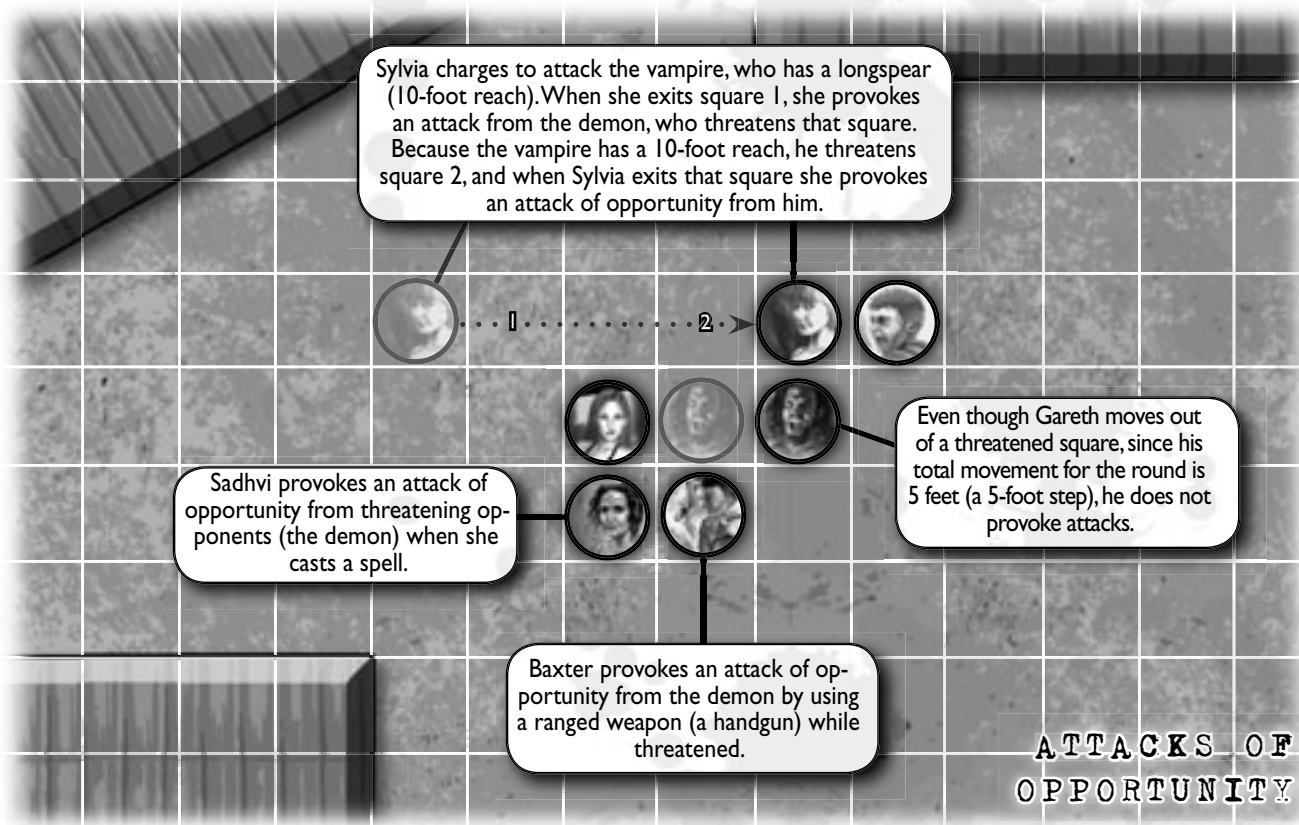 Sylvia charges to attack the vampire, who has a longspear
(10-foot reach). When she exits square 1, she provokes
an attack from the demon, who threatens that square.
Because the vampire has a 10-foot reach, he threatens
square 2, and when Sylvia exits that square she provokes
an attack of opportunity from him.
1
2
Even though Gareth moves out
of a threatened square, since his
total movement for the round is
5 feet (a 5-foot step), he does not
provoke attacks.
Sadhvi provokes an attack of
opportunity from threatening op-
ponents (the demon) when she
casts a spell.
Baxter provokes an attack of op-
portunity from the demon by using
a ranged weapon (a handgun) while
threatened.
ATTACKS OF
OPPORTUNITY